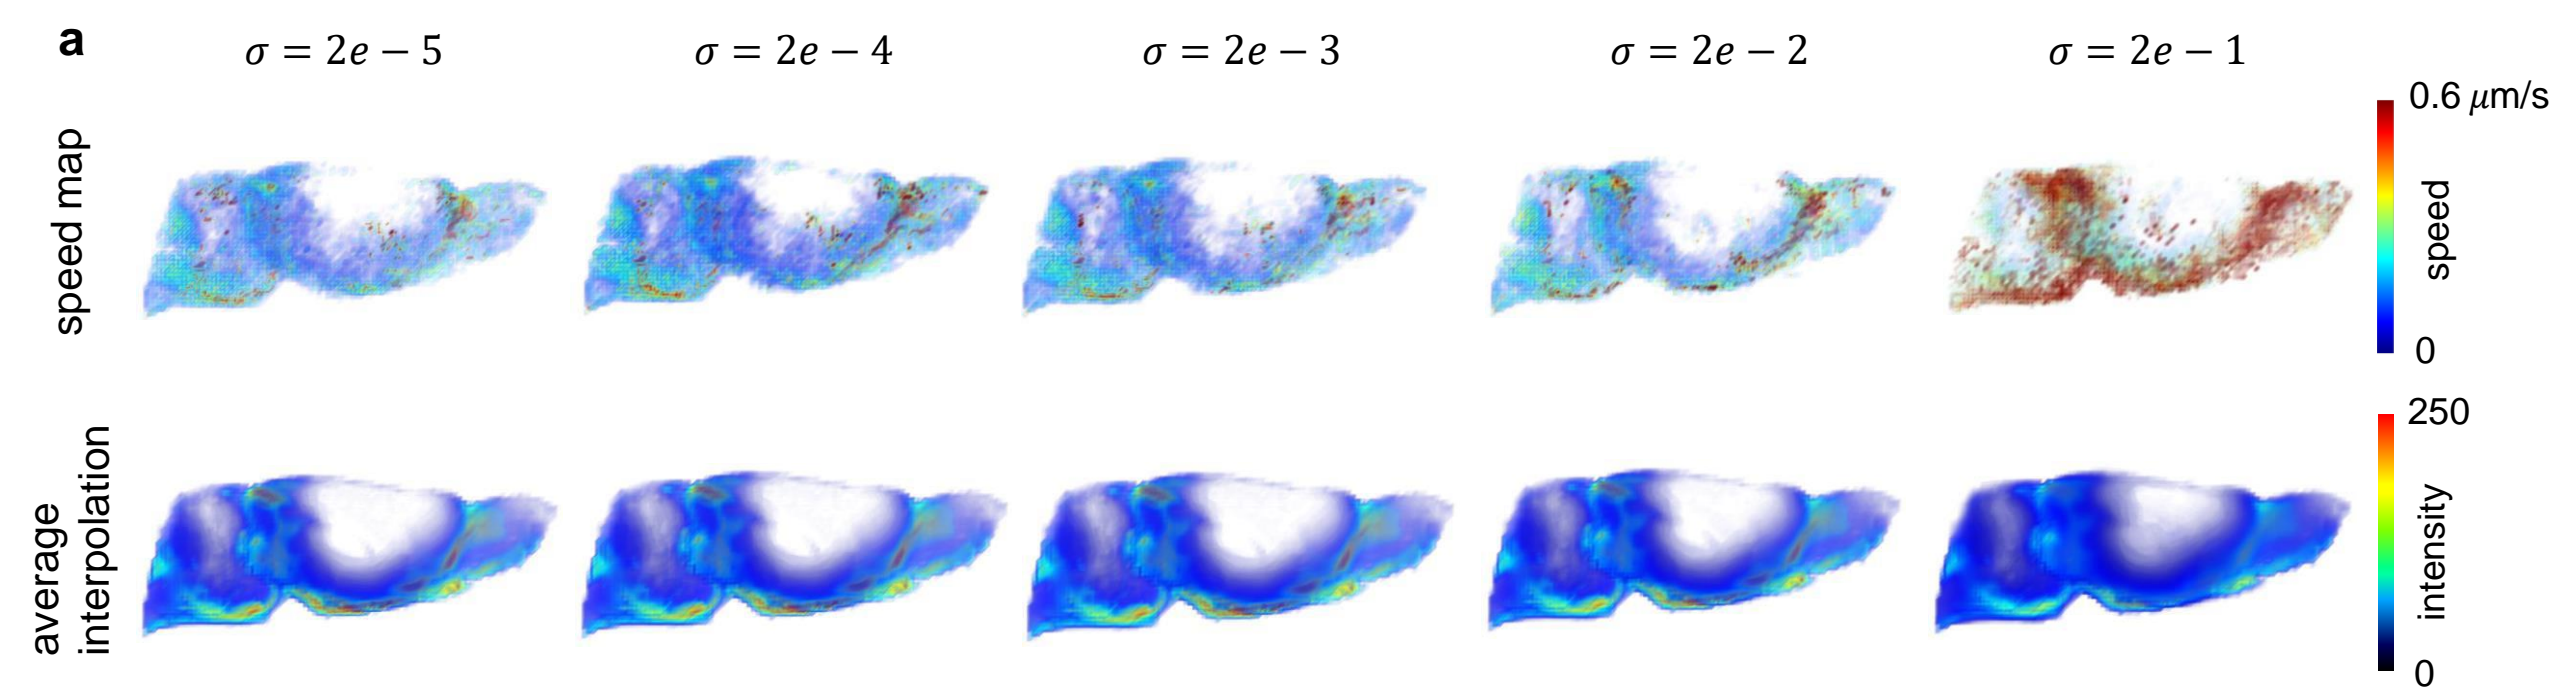 a
σ = 2e − 5
σ = 2e − 4
σ = 2e − 3
σ = 2e − 2
σ = 2e − 1
speed map
0.6 μm/s
speed
0
average
interpolation
250
intensity
0